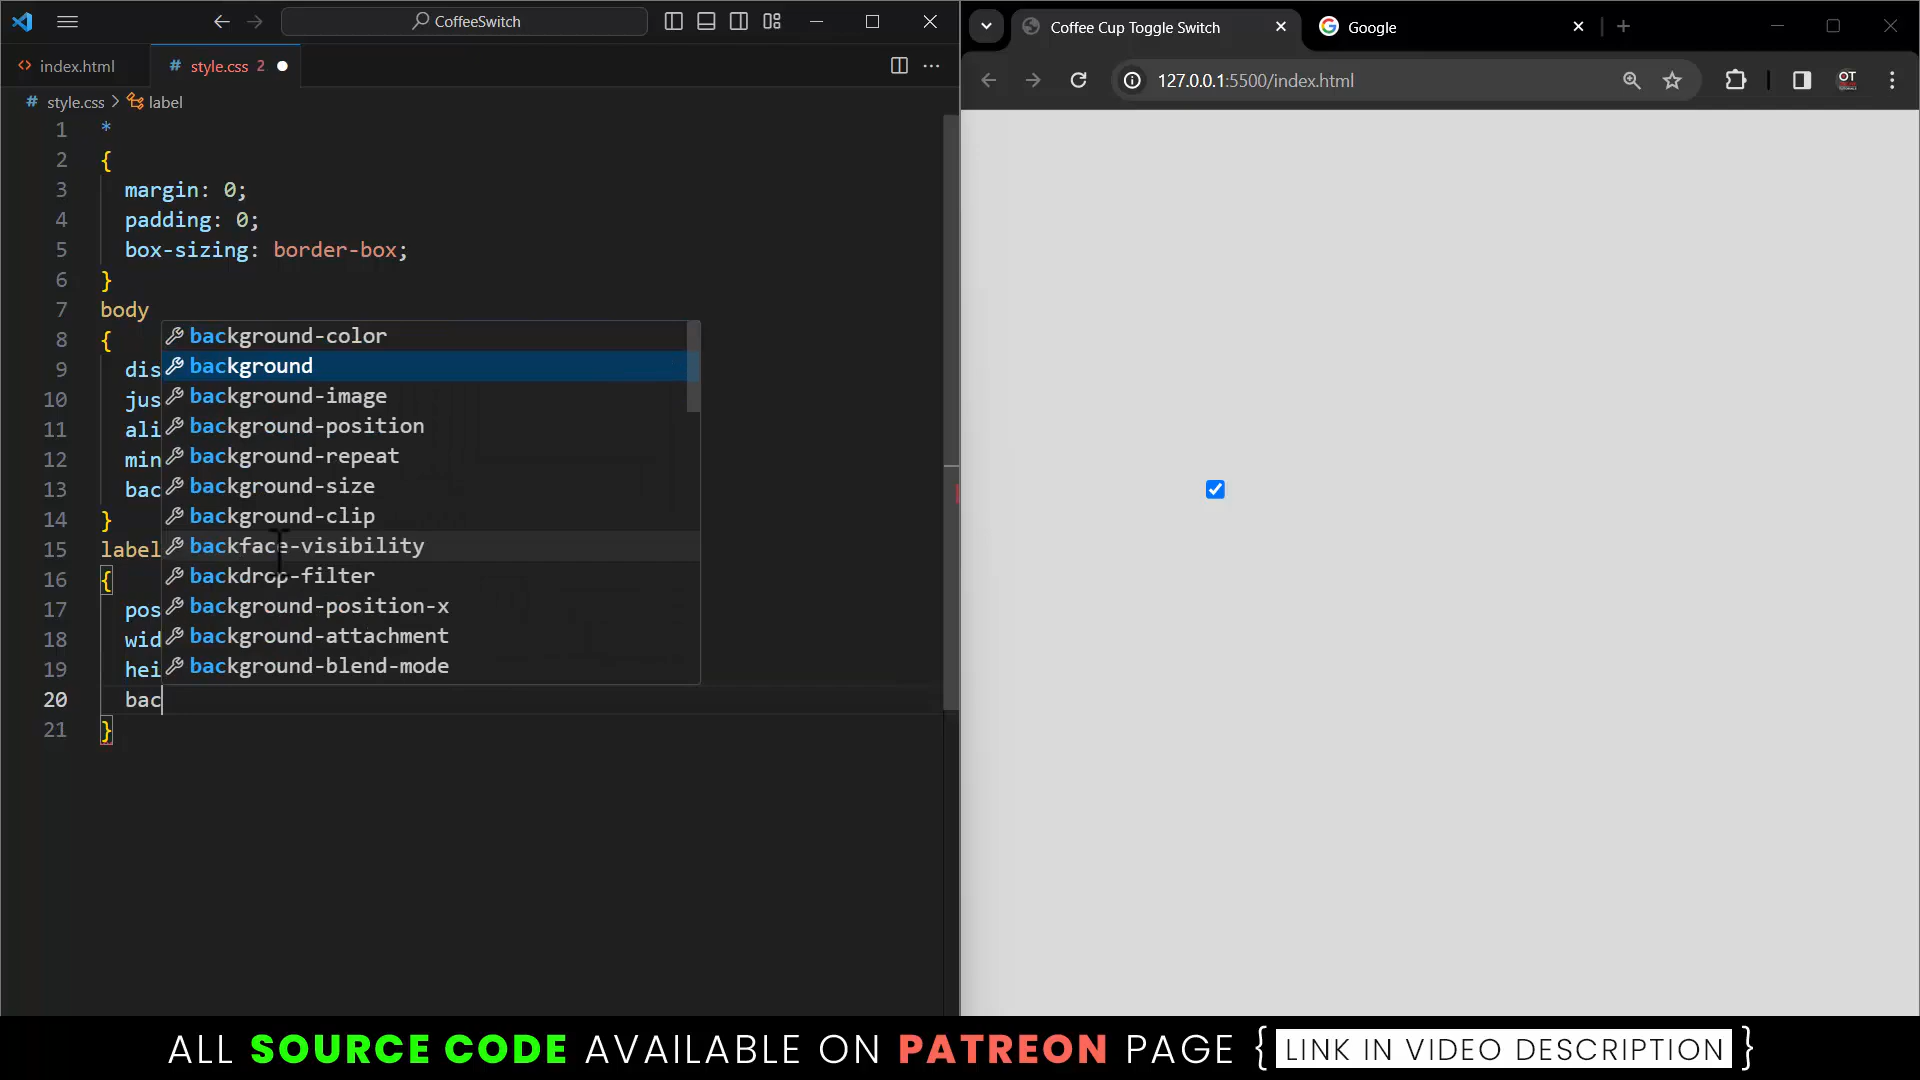 CoffeeSwitch
index.html
style.css 2
style.css > label
1 *
2 {
3 margin: 0;
4 padding: 0;
5 box-sizing: border-box;
6 }
7 body
8 {
9 dis
10 jus
11 ali
12 min
13 bac
14 }
15 label
16 {
17 pos
18 wid
19 hei
20 bac
21 }
background-color
background
background-image
background-position
background-repeat
background-size
background-clip
backface-visibility
backdrop-filter
background-position-x
background-attachment
background-blend-mode
Coffee Cup Toggle Switch
Google
127.0.0.1:5500/index.html
OT
ALL SOURCE CODE AVAILABLE ON PATREON PAGE { LINK IN VIDEO DESCRIPTION }